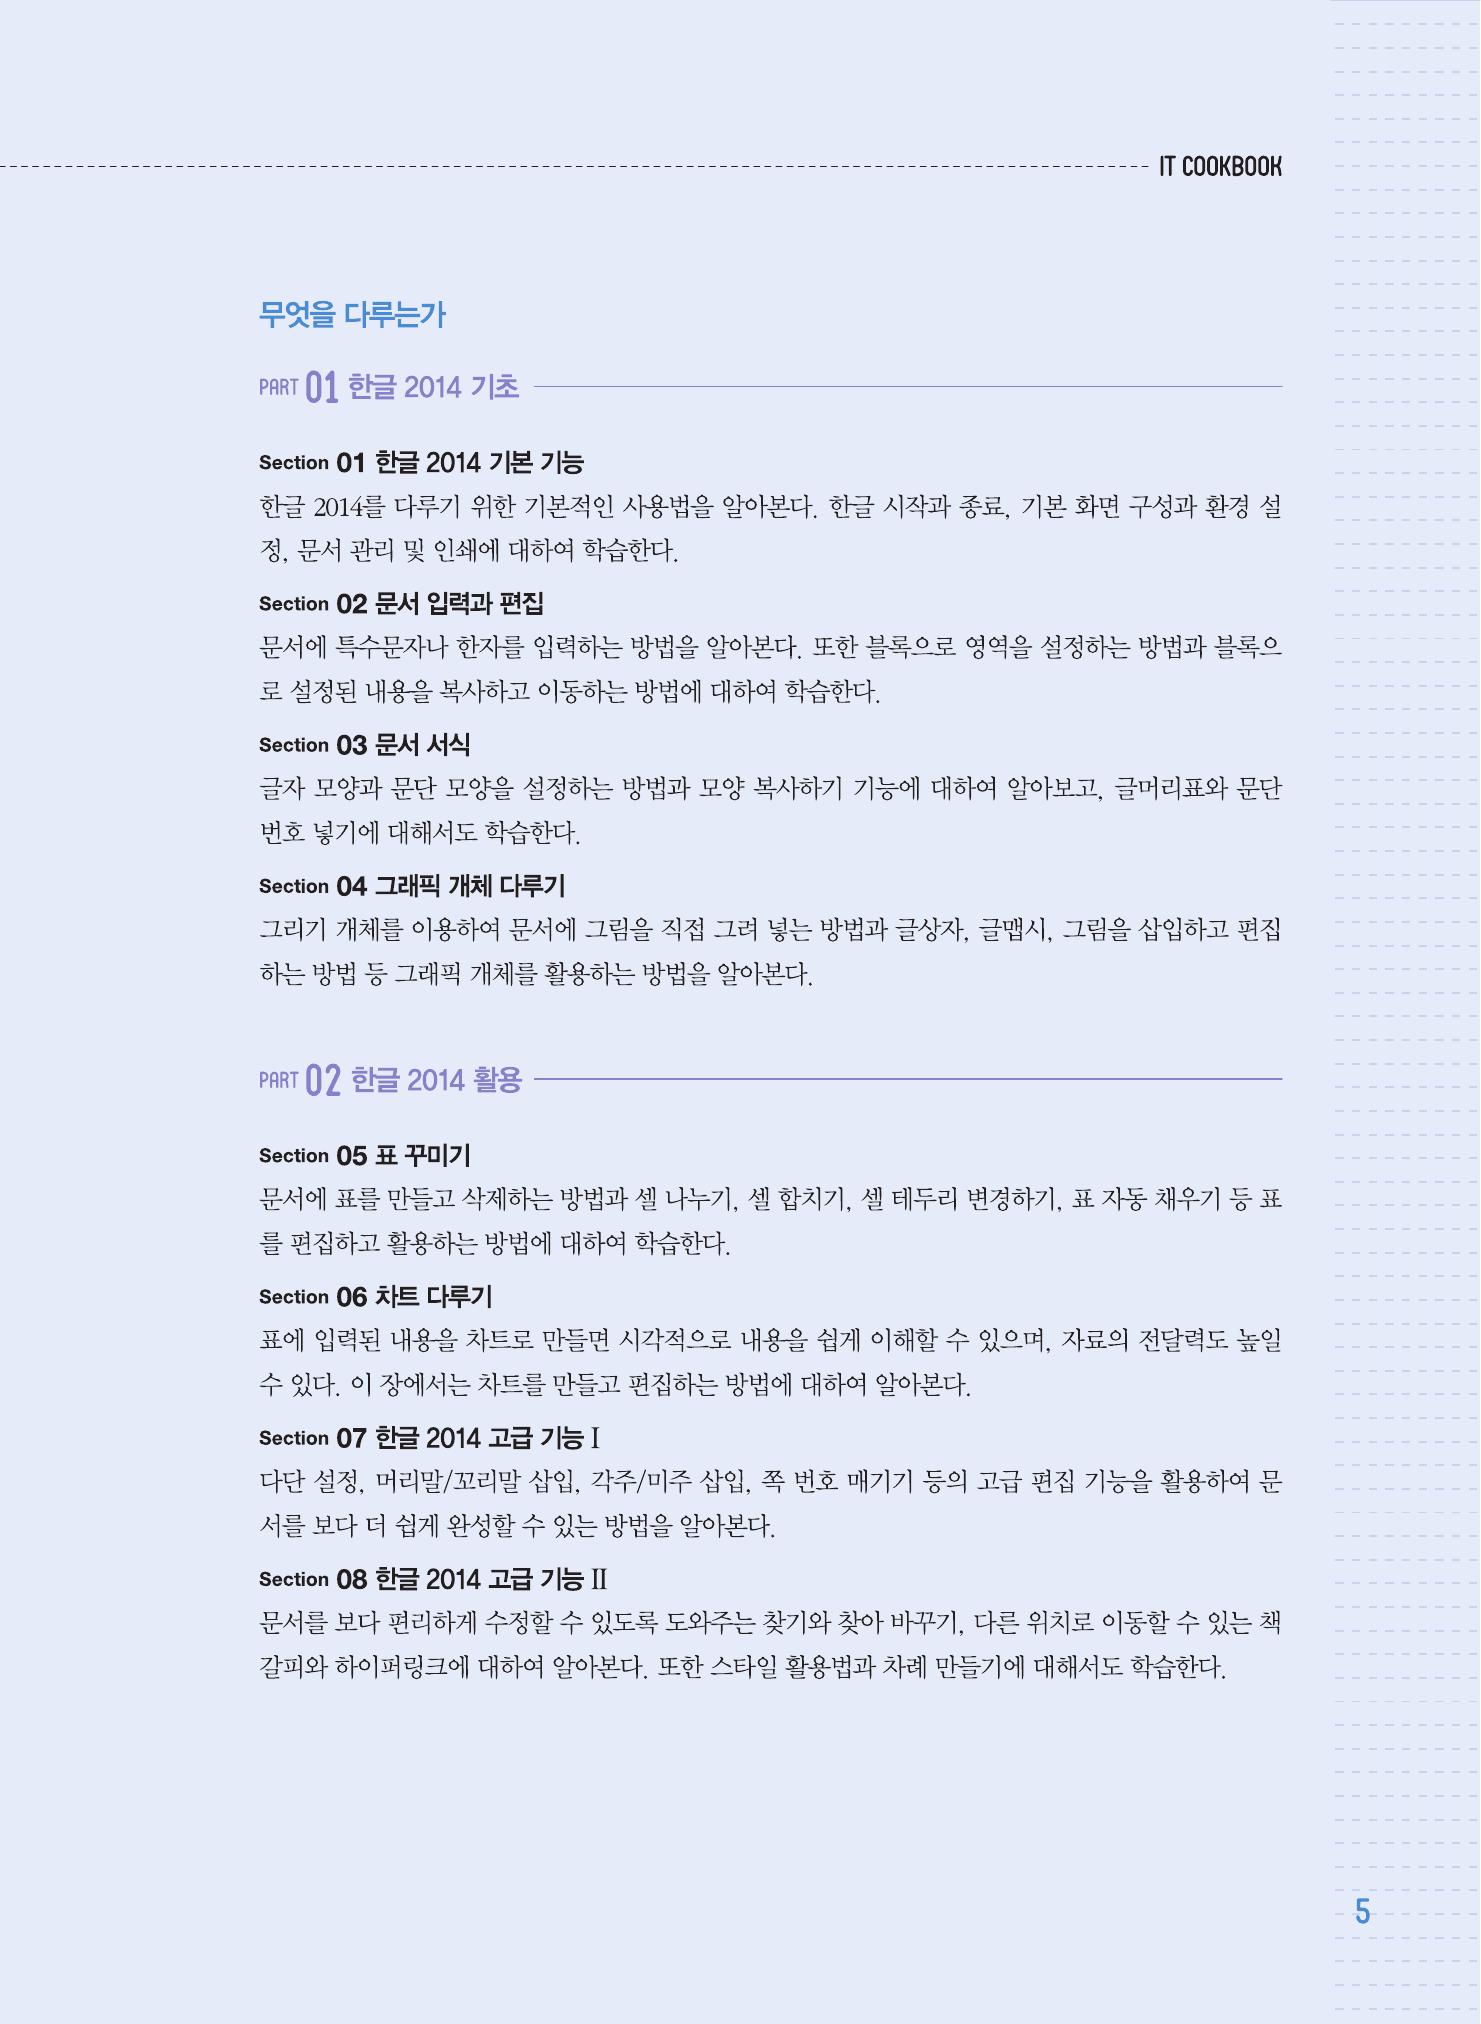 IT COOKBOOK
무엇을 다루는가
PART 01 한글 2014 기초
Section 01 한글 2014 기본 기능
한글 2014를 다루기 위한 기본적인 사용법을 알아본다. 한글 시작과 종료, 기본 화면 구성과 환경 설
정, 문서 관리 및 인쇄에 대하여 학습한다.
Section 02 문서 입력과 편집
문서에 특수문자나 한자를 입력하는 방법을 알아본다. 또한 블록으로 영역을 설정하는 방법과 블록으
로 설정된 내용을 복사하고 이동하는 방법에 대하여 학습한다.
Section 03 문서 서식
글자 모양과 문단 모양을 설정하는 방법과 모양 복사하기 기능에 대하여 알아보고, 글머리표와 문단
번호 넣기에 대해서도 학습한다.
Section 04 그래픽 개체 다루기
그리기 개체를 이용하여 문서에 그림을 직접 그려 넣는 방법과 글상자, 글맵시, 그림을 삽입하고 편집
하는 방법 등 그래픽 개체를 활용하는 방법을 알아본다.
PART 02 한글 2014 활용
Section 05 표 꾸미기
문서에 표를 만들고 삭제하는 방법과 셀 나누기, 셀 합치기, 셀 테두리 변경하기, 표 자동 채우기 등 표
를 편집하고 활용하는 방법에 대하여 학습한다.
Section 06 차트 다루기
표에 입력된 내용을 차트로 만들면 시각적으로 내용을 쉽게 이해할 수 있으며, 자료의 전달력도 높일
수 있다. 이 장에서는 차트를 만들고 편집하는 방법에 대하여 알아본다.
Section 07 한글 2014 고급 기능 Ⅰ
다단 설정, 머리말/꼬리말 삽입, 각주/미주 삽입, 쪽 번호 매기기 등의 고급 편집 기능을 활용하여 문
서를 보다 더 쉽게 완성할 수 있는 방법을 알아본다.
Section 08 한글 2014 고급 기능 Ⅱ
문서를 보다 편리하게 수정할 수 있도록 도와주는 찾기와 찾아 바꾸기, 다른 위치로 이동할 수 있는 책
갈피와 하이퍼링크에 대하여 알아본다. 또한 스타일 활용법과 차례 만들기에 대해서도 학습한다.
5